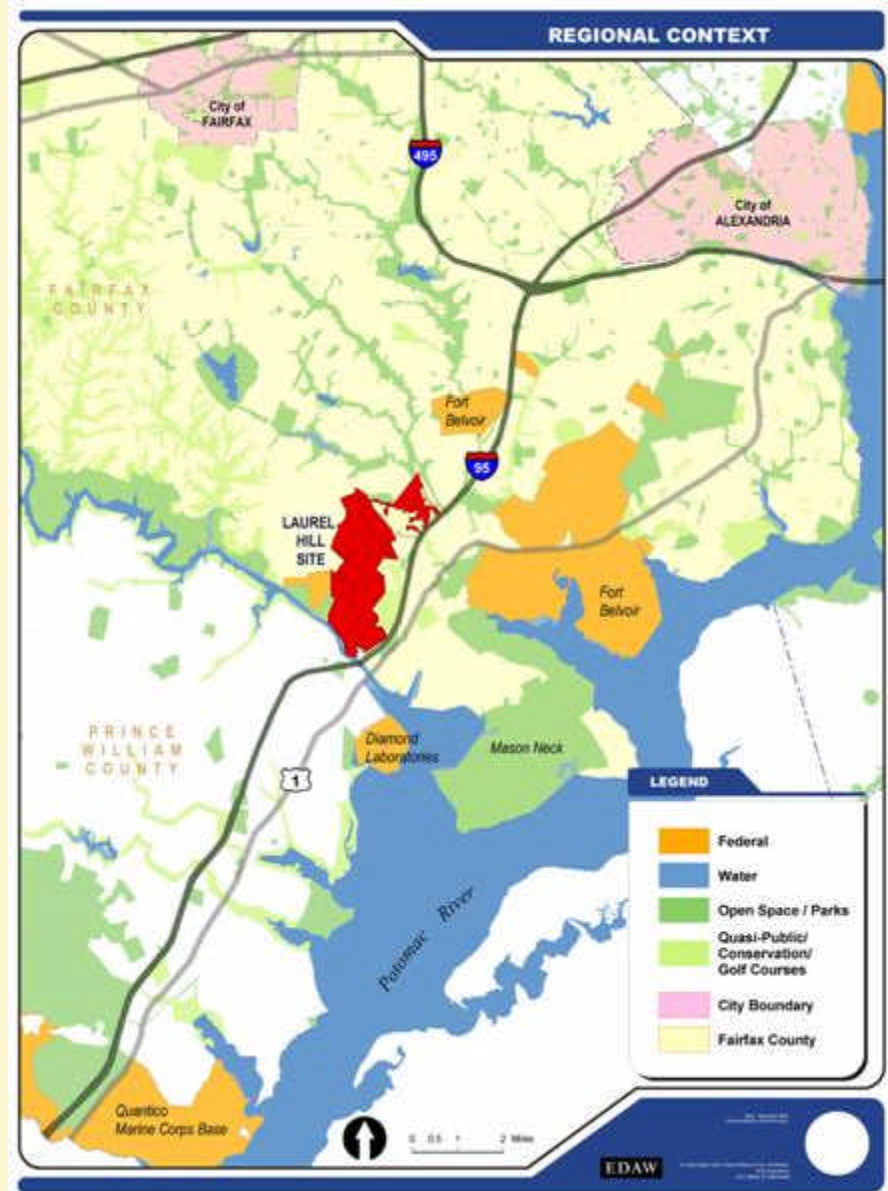 REGIONAL CONTEXT
City of
FAIRFAX
495
City of
ALEXANDRIA
FAIRFAX
COUNTY
Fort
Belvoir
95
LAUREL
HILL
SITE
Fort
Belvoir
PRINCE
WILLIAM
COUNTY
Diamond
Laboratories
Mason Neck
1
LEGEND
Federal
Water
Open Space / Parks
Quasi-Public/
Conservation/
Golf Courses
City Boundary
Fairfax County
Potomac River
Quantico
Marine Corps Base
0 0.5 1 2 Miles
EDAW